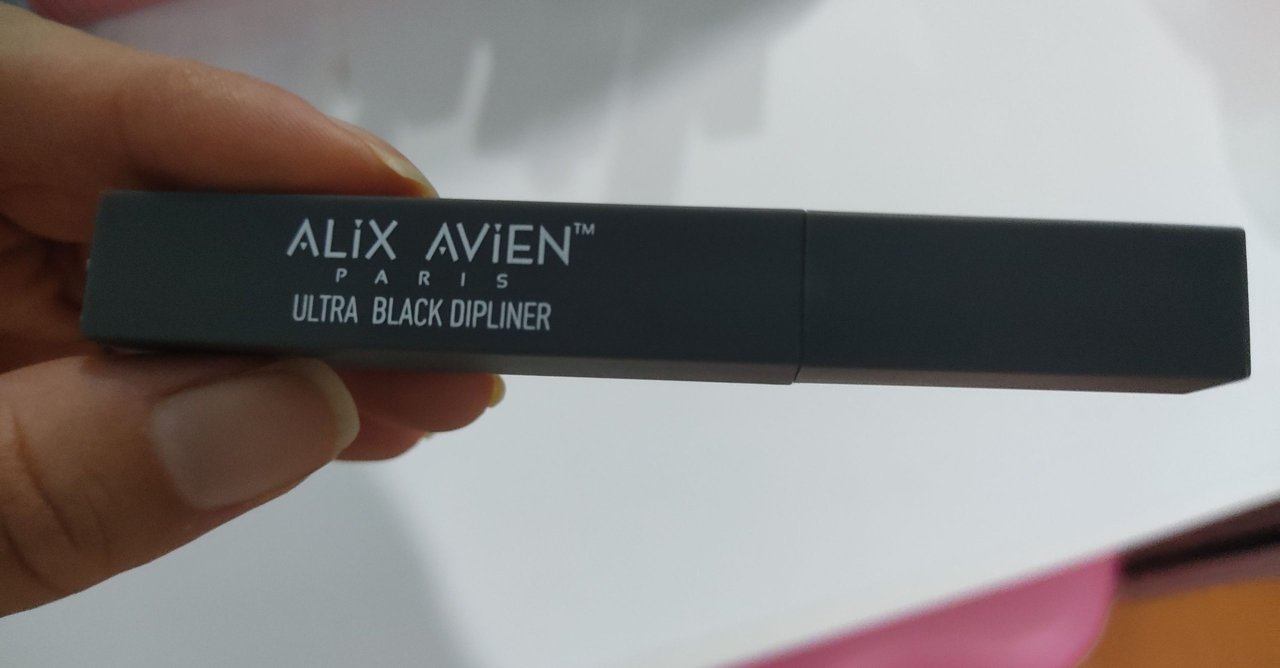 ALiX AViEN™
PARIS
ULTRA BLACK DIPLINER